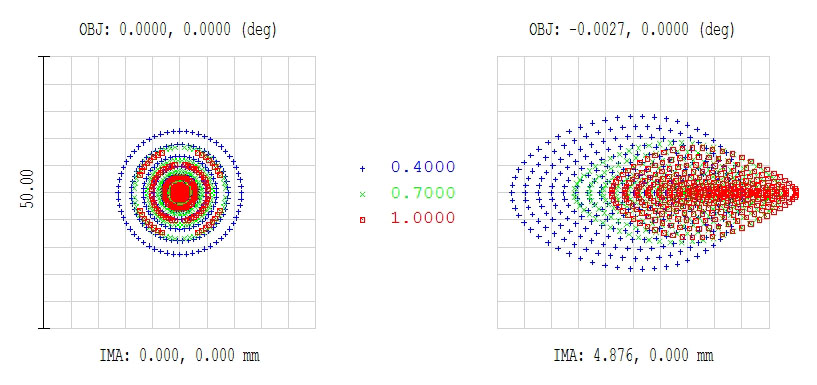 OBJ: 0.0000, 0.0000 (deg)
OBJ: -0.0027, 0.0000 (deg)
50.00
0.4000
0.7000
1.0000
IMA: 0.000, 0.000 mm
IMA: 4.876, 0.000 mm